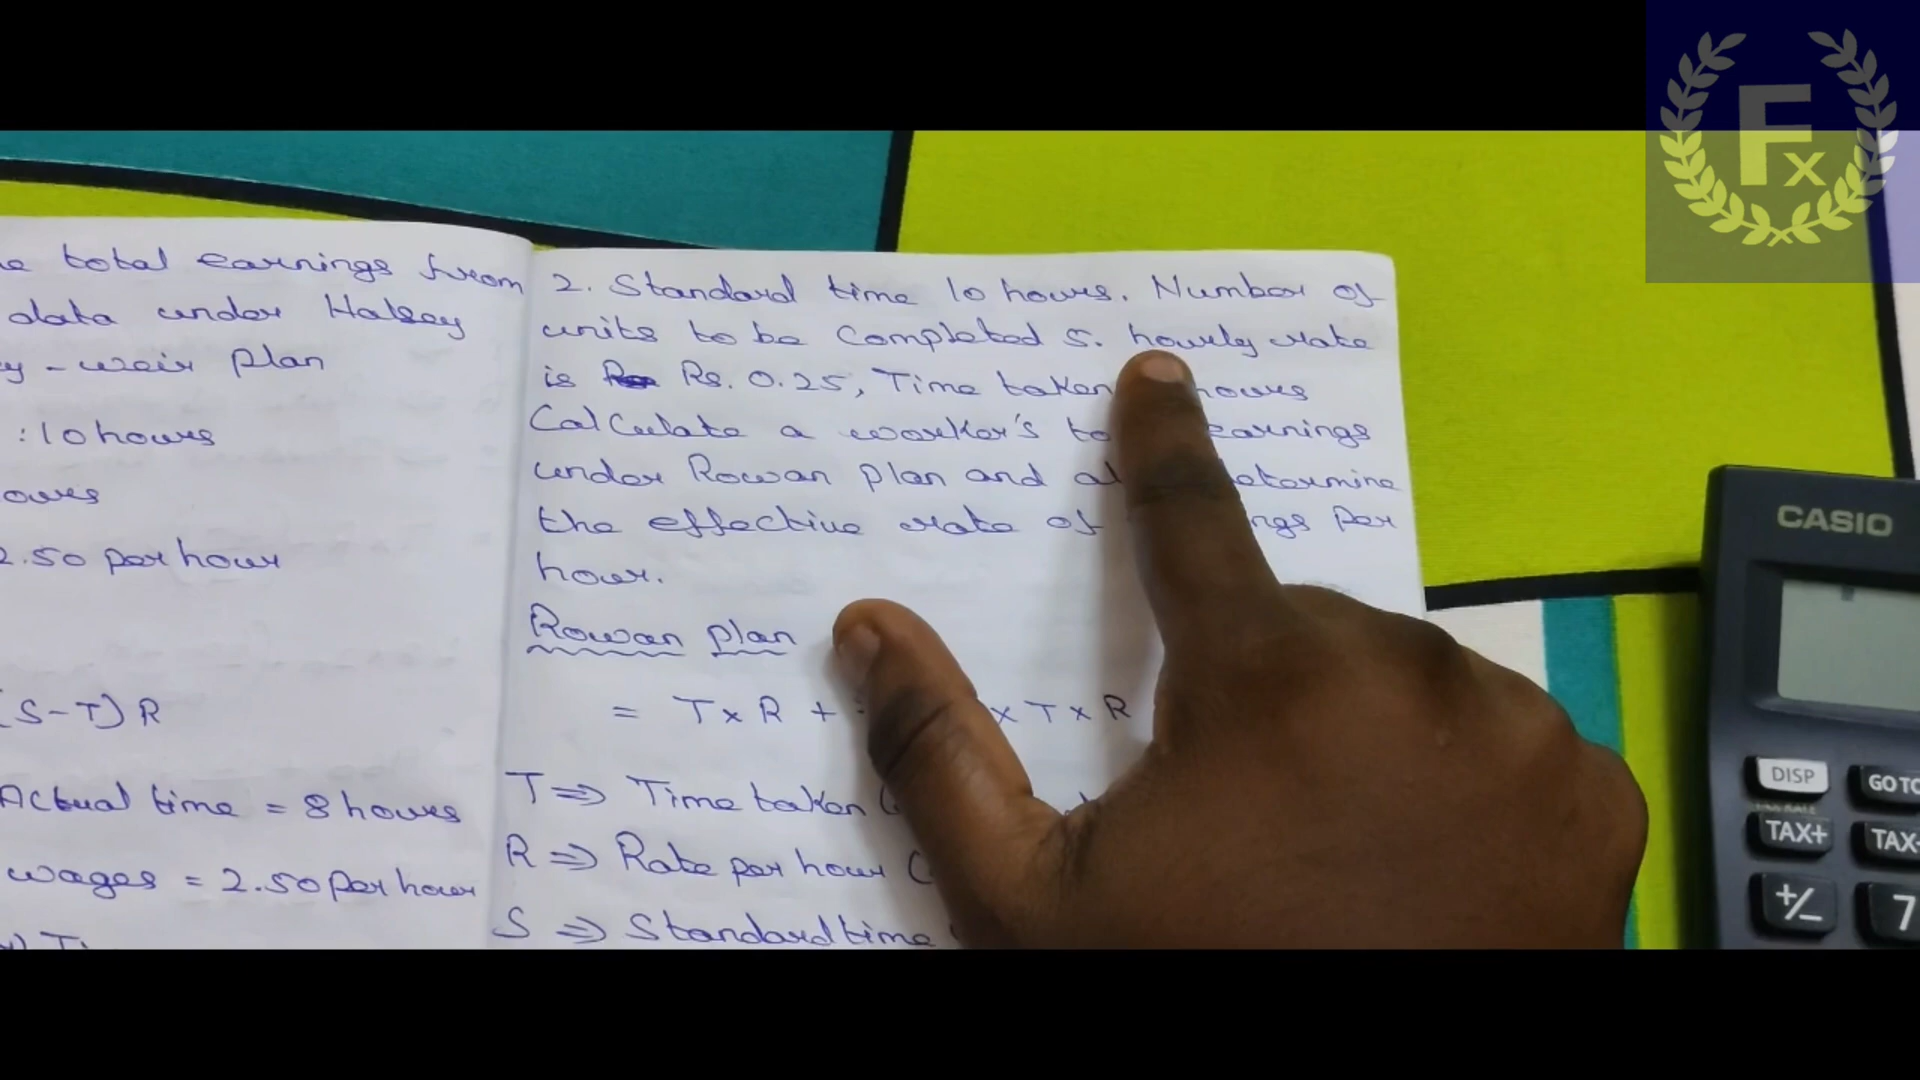 total earnings from
data under Halsey
- weir plan
: 10 hours
2.50 per hour
(S-T) R
Actual time = 8 hours
wages = 2.50 per hour
2. Standard time 10 hours. Number of
units to be completed 5. hourly rate
is Rs. 0.25, Time taken hours
Calculate a worker's earnings
under Rowan plan and
the effective rate of per
hour.
Rowan plan
= T x R + x T x R
T => Time taken
R => Rate per hour
S => Standard time
Fx
CASIO
DISP
GO TO
TAX+
TAX-
+/-
7